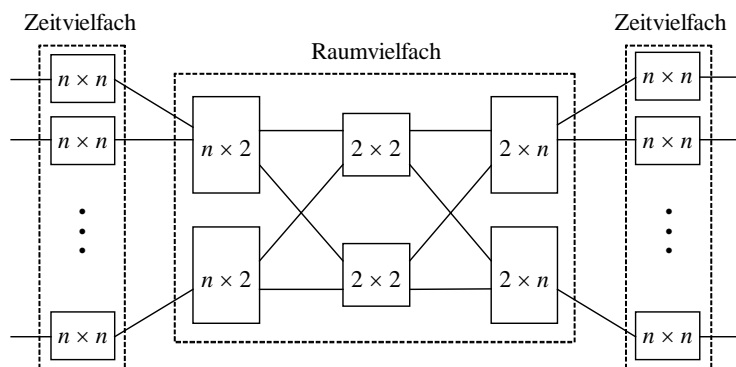 Zeitvielfach
Zeitvielfach
Raumvielfach
n × n
n × n
n × n
n × 2
n × 2
2 × 2
2 × 2
2 × n
2 × n
n × n
n × n
n × n